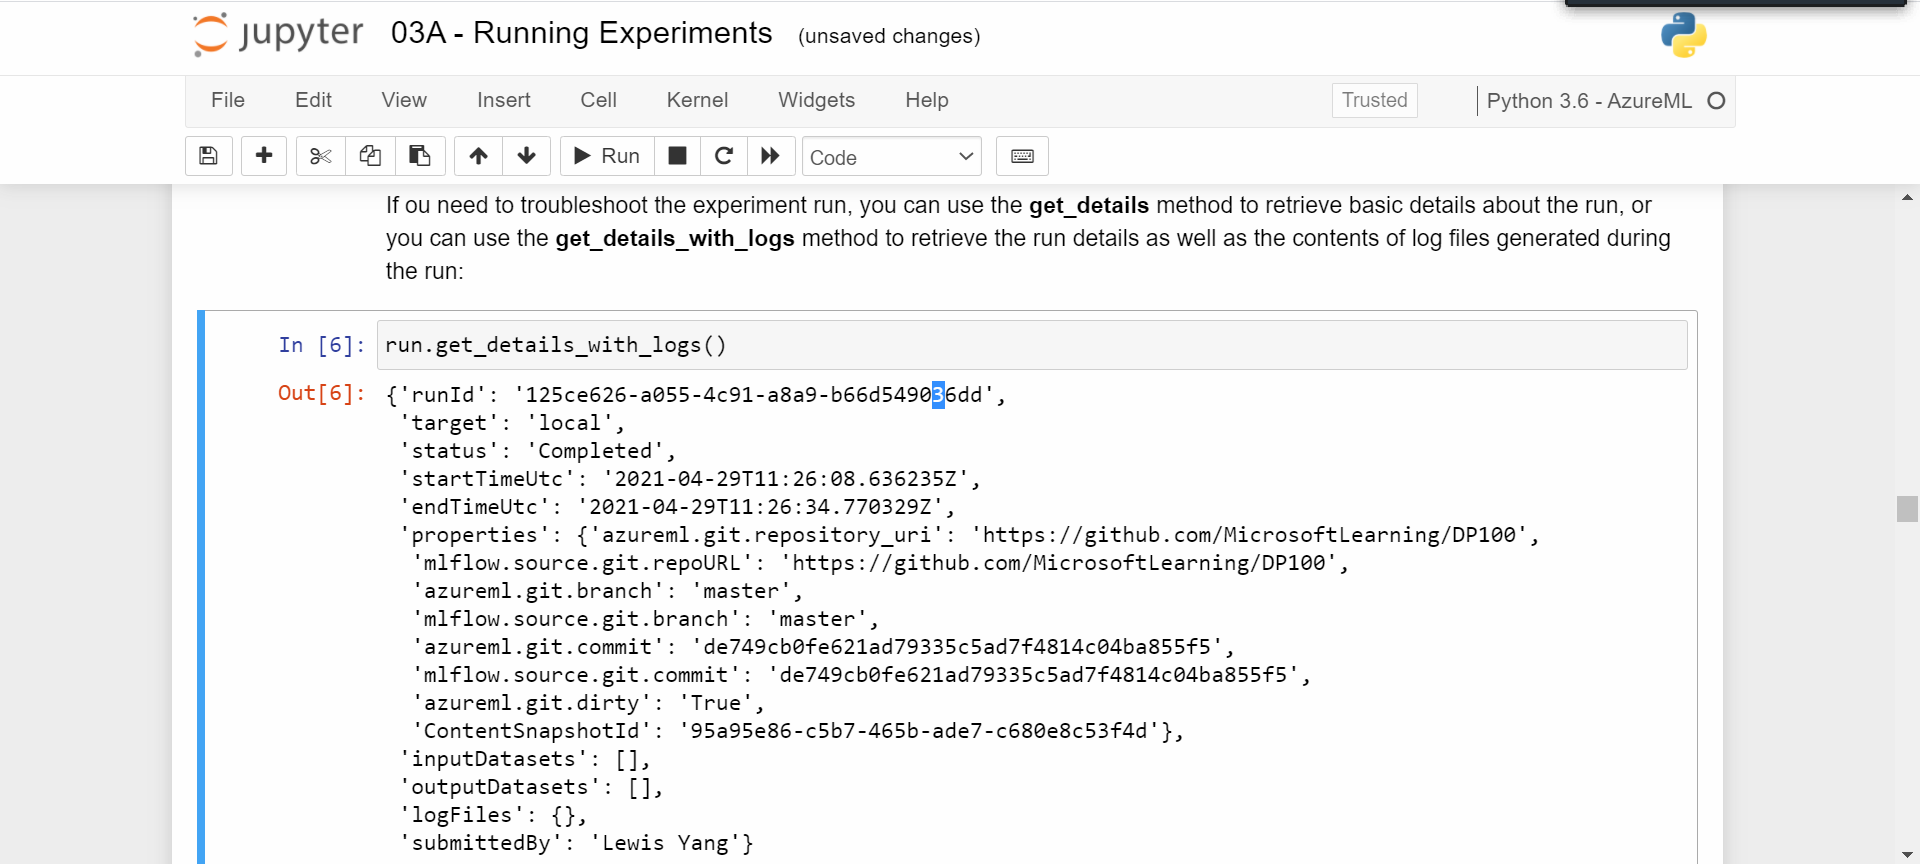 jupyter 03A - Running Experiments (unsaved changes)
File Edit View Insert Cell Kernel Widgets Help Trusted Python 3.6 - AzureML
Run Code
If ou need to troubleshoot the experiment run, you can use the get_details method to retrieve basic details about the run, or
you can use the get_details_with_logs method to retrieve the run details as well as the contents of log files generated during
the run:
In [6]: run.get_details_with_logs()
Out[6]: {'runId': '125ce626-a055-4c91-a8a9-b66d549036dd',
'target': 'local',
'status': 'Completed',
'startTimeUtc': '2021-04-29T11:26:08.636235Z',
'endTimeUtc': '2021-04-29T11:26:34.770329Z',
'properties': {'azureml.git.repository_uri': 'https://github.com/MicrosoftLearning/DP100',
'mlflow.source.git.repoURL': 'https://github.com/MicrosoftLearning/DP100',
'azureml.git.branch': 'master',
'mlflow.source.git.branch': 'master',
'azureml.git.commit': 'de749cb0fe621ad79335c5ad7f4814c04ba855f5',
'mlflow.source.git.commit': 'de749cb0fe621ad79335c5ad7f4814c04ba855f5',
'azureml.git.dirty': 'True',
'ContentSnapshotId': '95a95e86-c5b7-465b-ade7-c680e8c53f4d'},
'inputDatasets': [],
'outputDatasets': [],
'logFiles': {},
'submittedBy': 'Lewis Yang'}